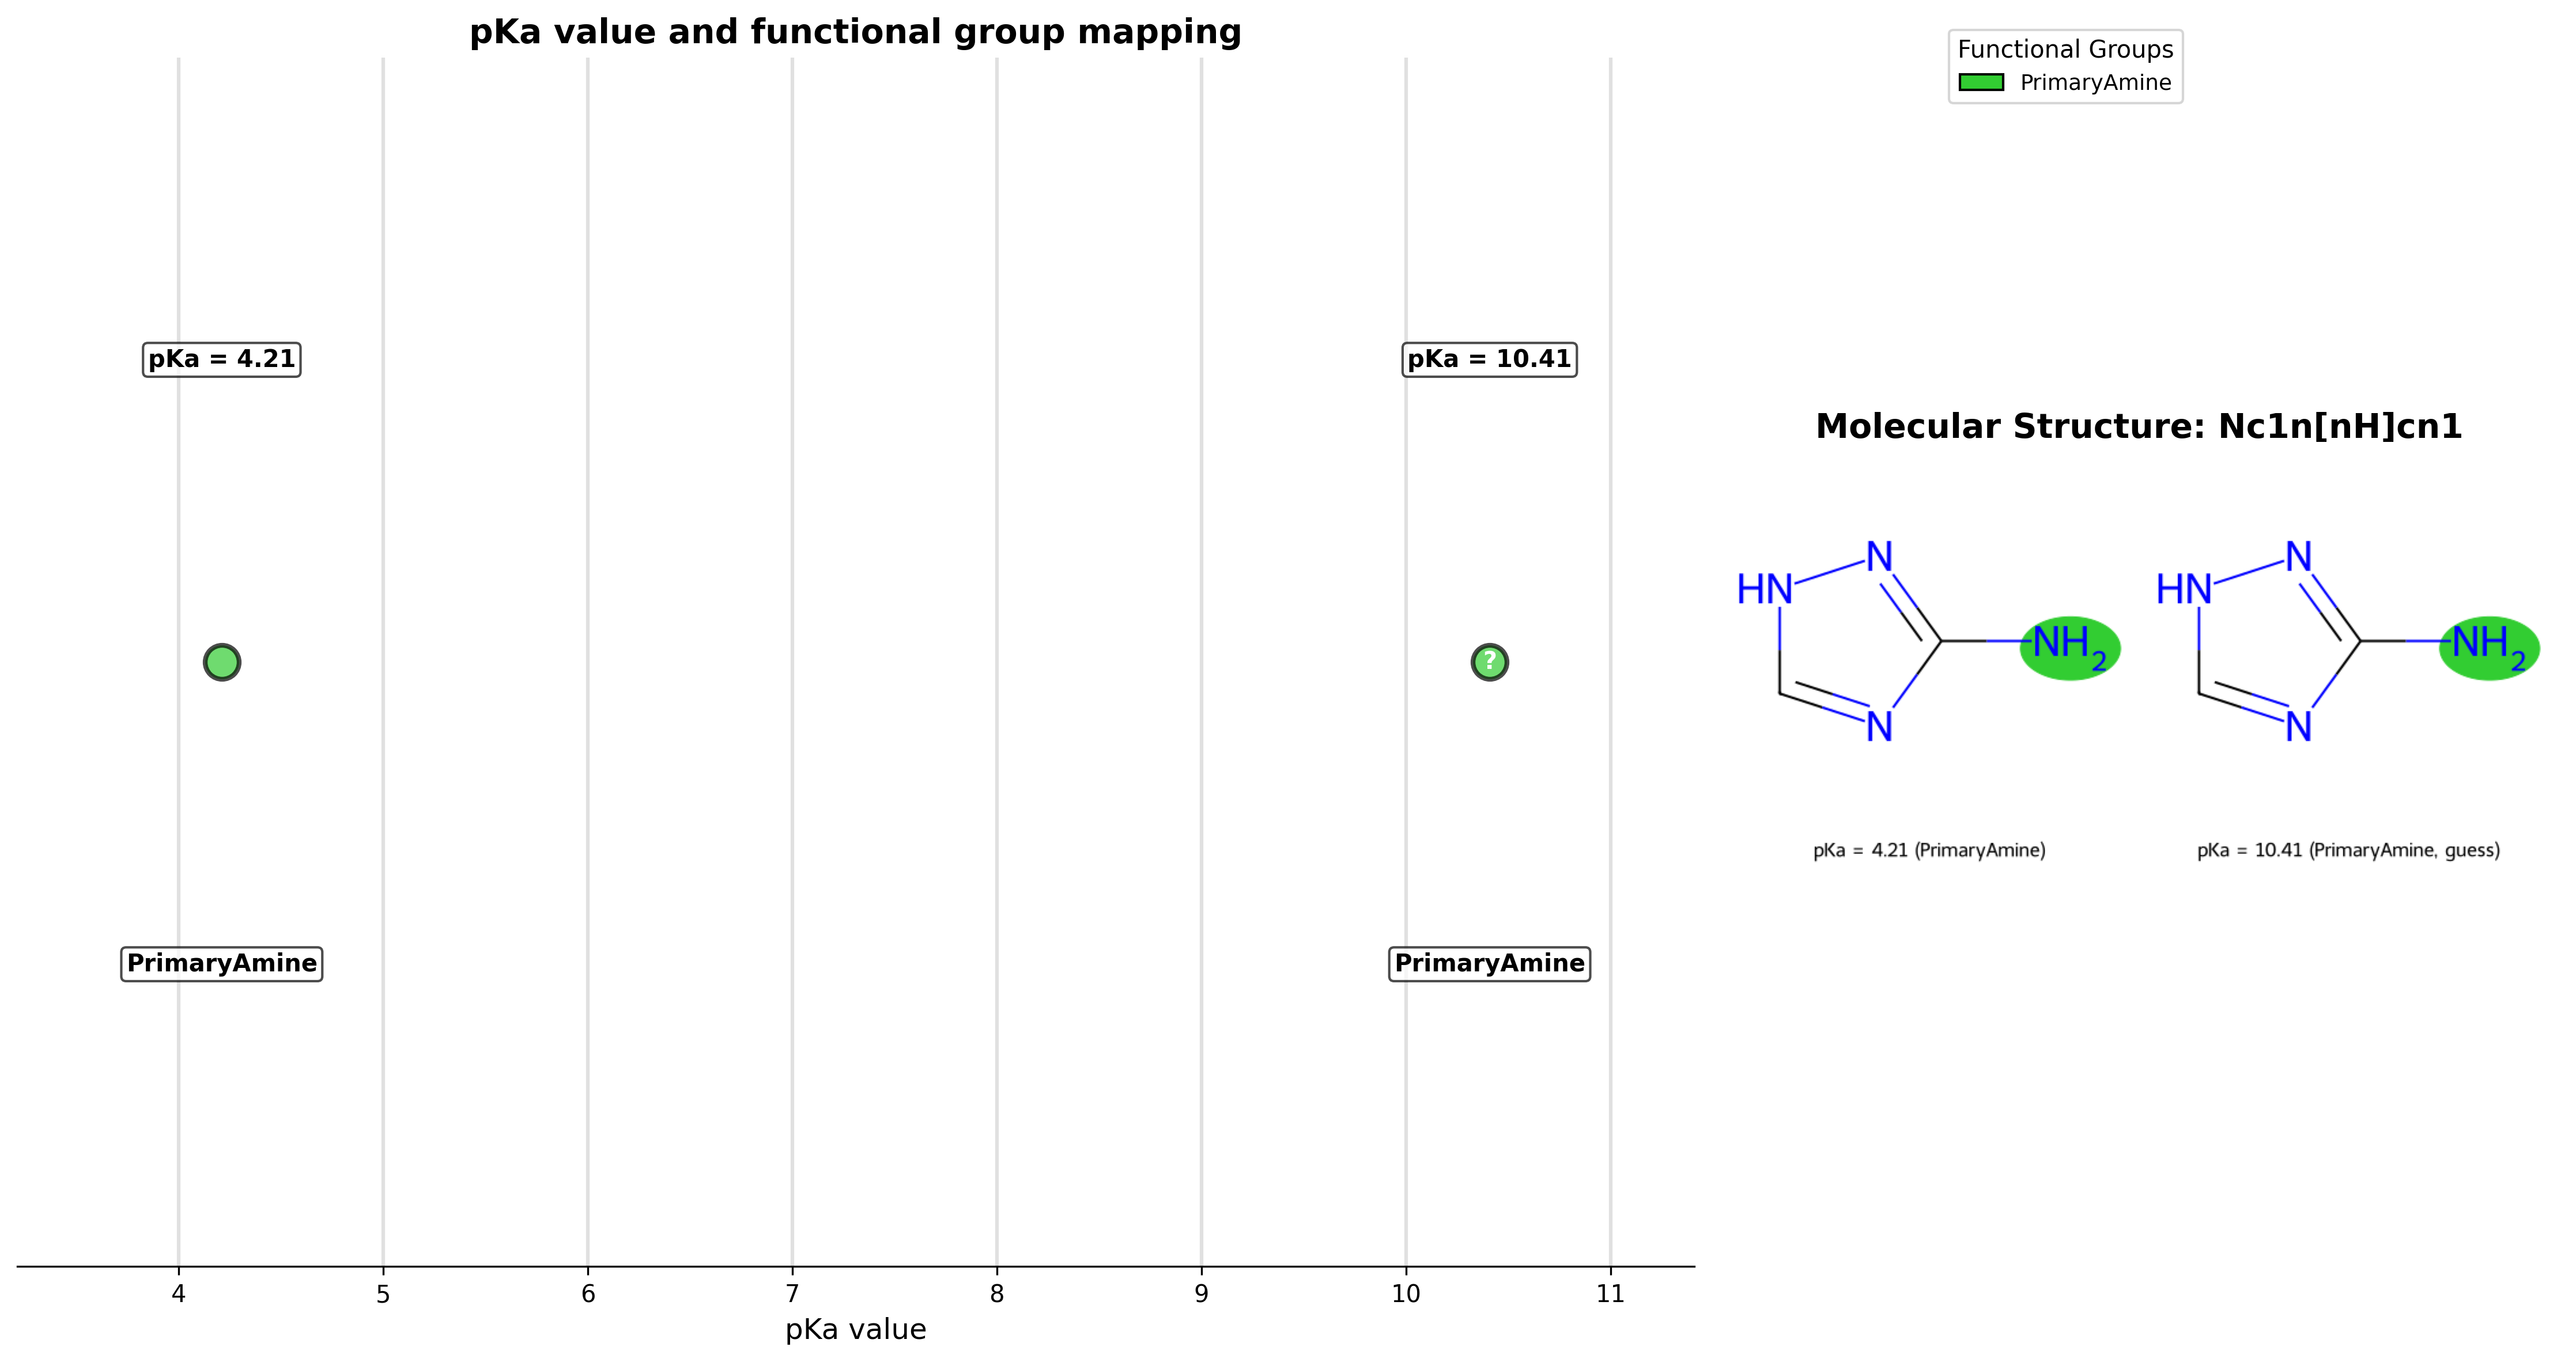 pKa value and functional group mapping
Functional Groups
PrimaryAmine
pKa = 4.21
pKa = 10.41
?
PrimaryAmine
PrimaryAmine
4 5 6 7 8 9 10 11
pKa value
Molecular Structure: Nc1n[nH]cn1
N
HN
NH2
N
N
HN
NH2
N
pKa = 4.21 (PrimaryAmine)
pKa = 10.41 (PrimaryAmine, guess)